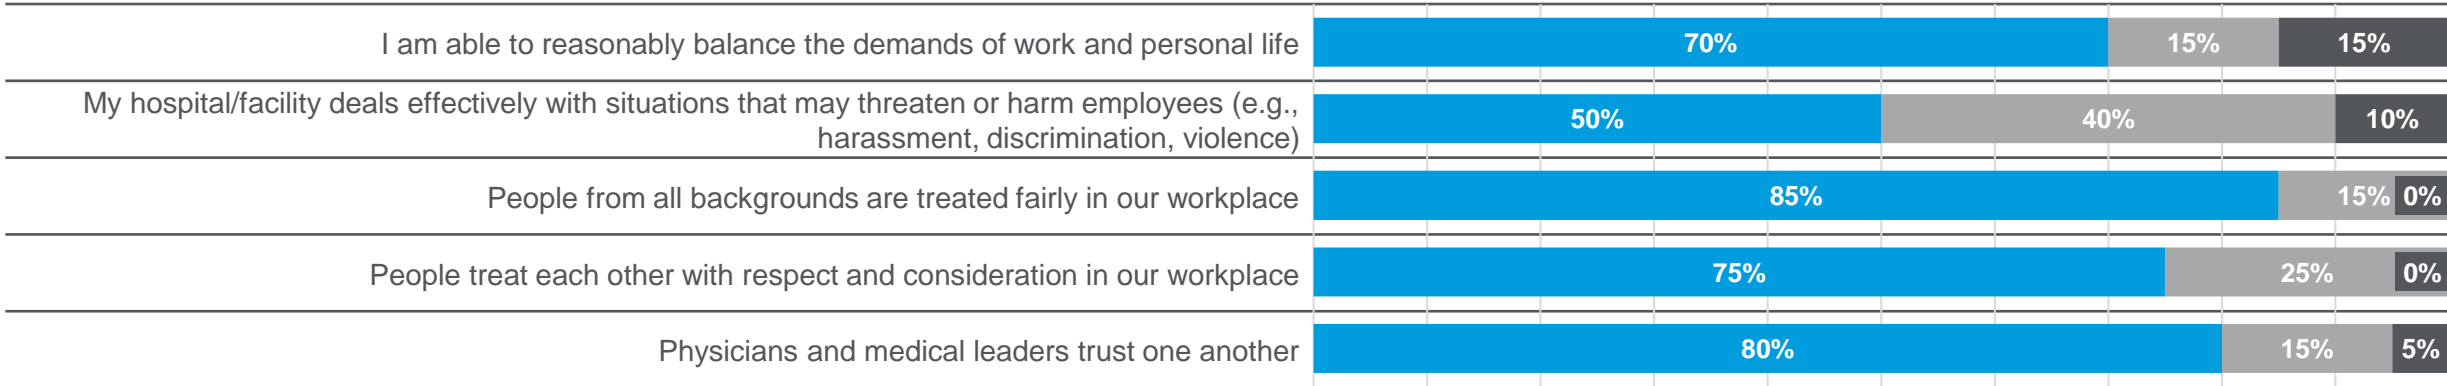 I am able to reasonably balance the demands of work and personal life 70% 15% 15%
My hospital/facility deals effectively with situations that may threaten or harm employees (e.g.,
harassment, discrimination, violence) 50% 40% 10%
People from all backgrounds are treated fairly in our workplace 85% 15% 0%
People treat each other with respect and consideration in our workplace 75% 25% 0%
Physicians and medical leaders trust one another 80% 15% 5%